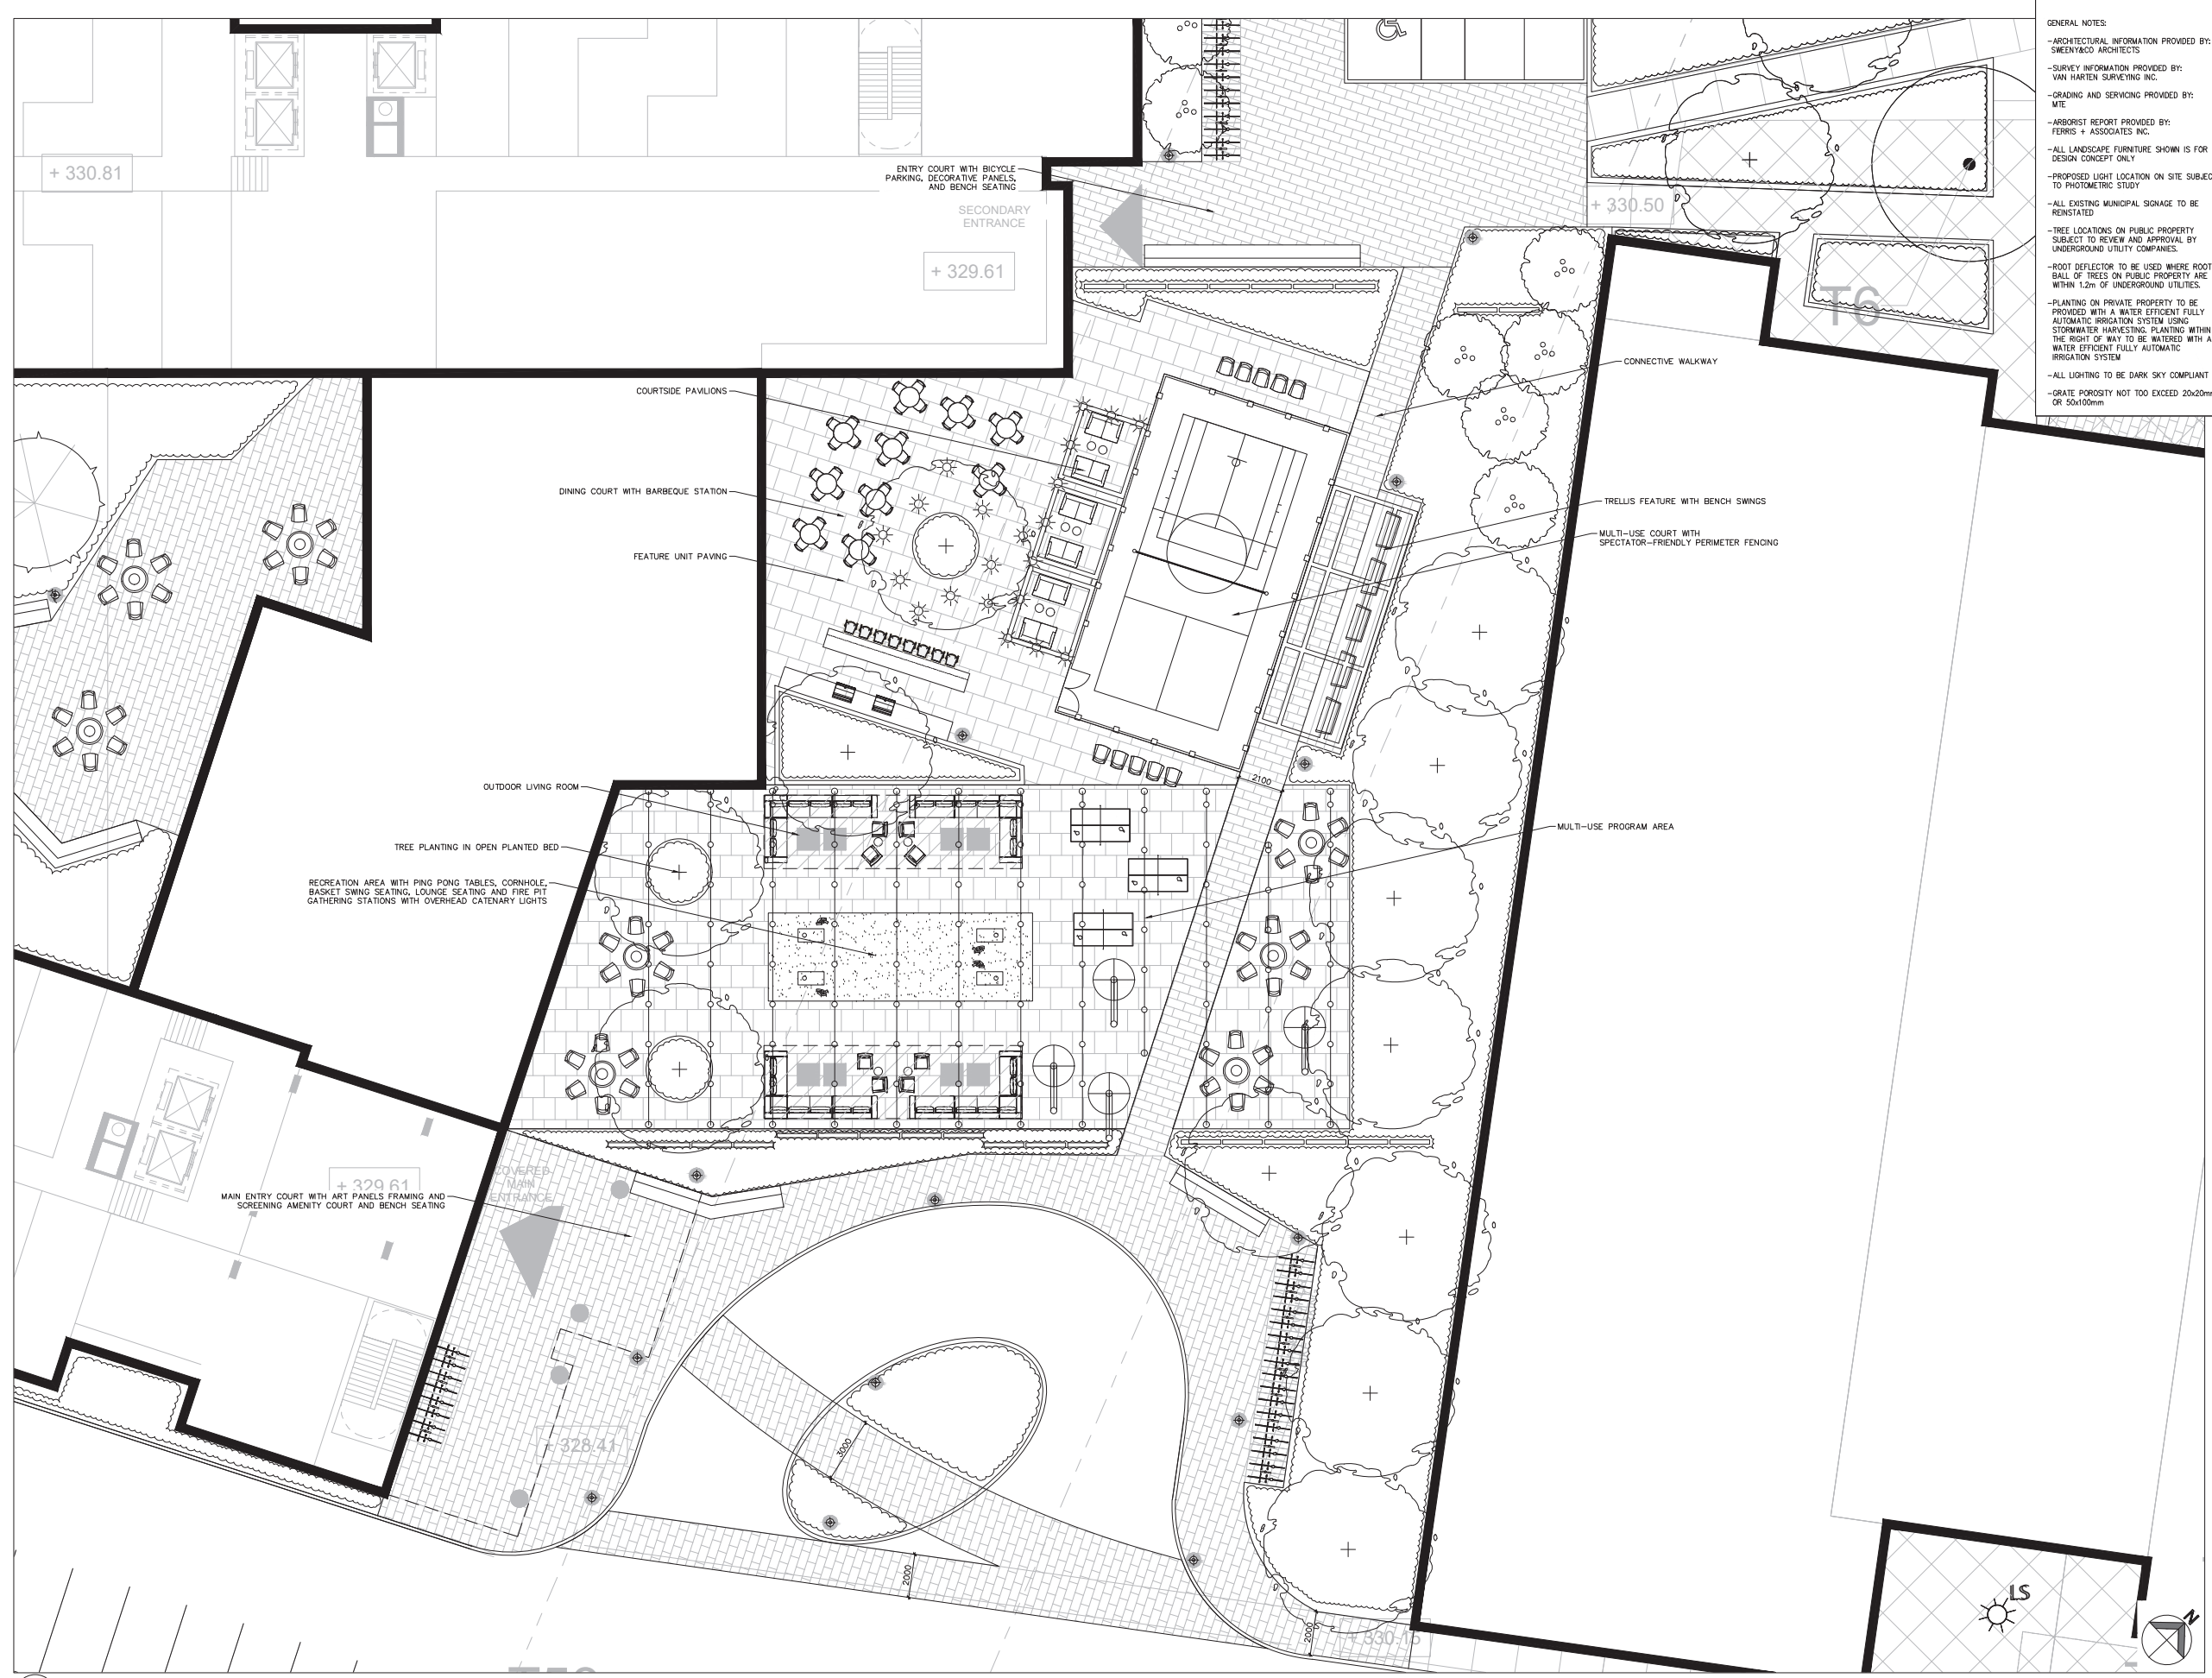 GENERAL NOTES:
-ARCHITECTURAL INFORMATION PROVIDED BY:
SWEENY&CO ARCHITECTS
-SURVEY INFORMATION PROVIDED BY:
VAN HARTEN SURVEYING INC.
-GRADING AND SERVICING PROVIDED BY:
MTE
-ARBORIST REPORT PROVIDED BY:
FERRIS + ASSOCIATES INC.
-ALL LANDSCAPE FURNITURE SHOWN IS FOR
DESIGN CONCEPT ONLY
-PROPOSED LIGHT LOCATION ON SITE SUBJEC
TO PHOTOMETRIC STUDY
-ALL EXISTING MUNICIPAL SIGNAGE TO BE
REINSTATED
-TREE LOCATIONS ON PUBLIC PROPERTY
SUBJECT TO REVIEW AND APPROVAL BY
UNDERGROUND UTILITY COMPANIES.
-ROOT DEFLECTOR TO BE USED WHERE ROOT
BALL OF TREES ON PUBLIC PROPERTY ARE
WITHIN 1.2m OF UNDERGROUND UTILITIES.
-PLANTING ON PRIVATE PROPERTY TO BE
PROVIDED WITH A WATER EFFICIENT FULLY
AUTOMATIC IRRIGATION SYSTEM USING
STORMWATER HARVESTING. PLANTING WITHIN
THE RIGHT OF WAY TO BE WATERED WITH A
WATER EFFICIENT FULLY AUTOMATIC
IRRIGATION SYSTEM
-ALL LIGHTING TO BE DARK SKY COMPLIANT
-GRATE POROSITY NOT TOO EXCEED 20x20mm
OR 50x100mm
+ 330.81
ENTRY COURT WITH BICYCLE
PARKING, DECORATIVE PANELS,
AND BENCH SEATING
SECONDARY
ENTRANCE
+ 330.50
+ 329.61
T6
CONNECTIVE WALKWAY
COURTSIDE PAVILIONS
DINING COURT WITH BARBEQUE STATION
TRELLIS FEATURE WITH BENCH SWINGS
MULTI-USE COURT WITH
SPECTATOR-FRIENDLY PERIMETER FENCING
FEATURE UNIT PAVING
2100
OUTDOOR LIVING ROOM
MULTI-USE PROGRAM AREA
TREE PLANTING IN OPEN PLANTED BED
RECREATION AREA WITH PING PONG TABLES, CORNHOLE,
BASKET SWING SEATING, LOUNGE SEATING AND FIRE PIT
GATHERING STATIONS WITH OVERHEAD CATENARY LIGHTS
COVERED
MAIN
ENTRANCE
+ 329.61
MAIN ENTRY COURT WITH ART PANELS FRAMING AND
SCREENING AMENITY COURT AND BENCH SEATING
+ 328.41
3000
2000
2000
+ 330.15
LS
N